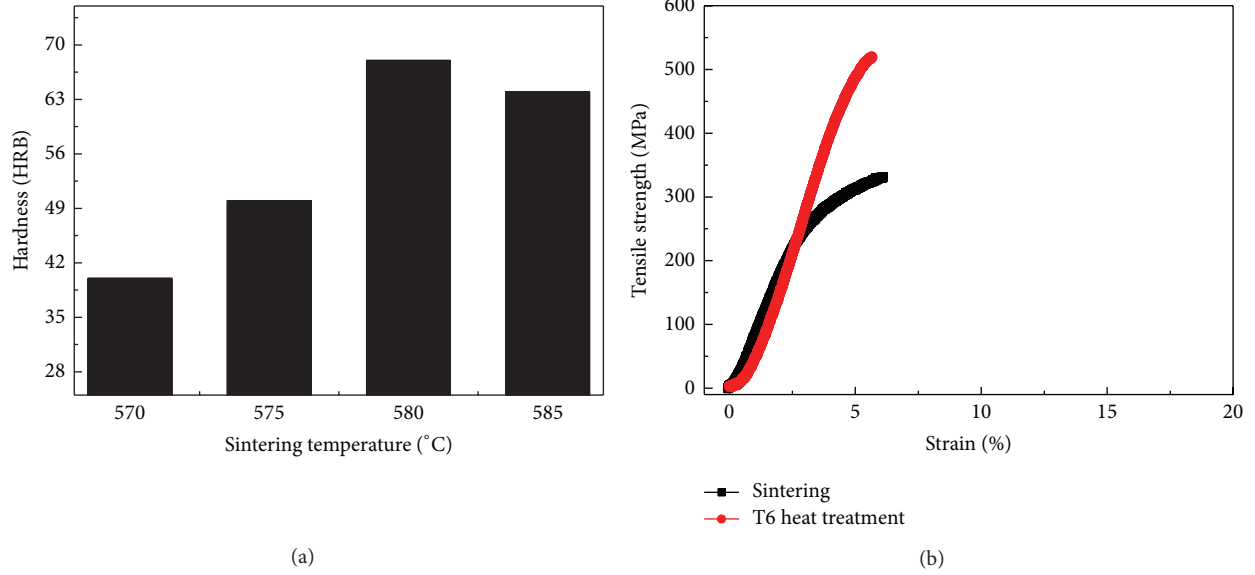 Hardness (HRB)
70
63
56
49
42
35
28
570 575 580 585
Sintering temperature (˚C)
(a)
Tensile strength (MPa)
600
500
400
300
200
100
0
0 5 10 15 20
Strain (%)
Sintering
T6 heat treatment
(b)